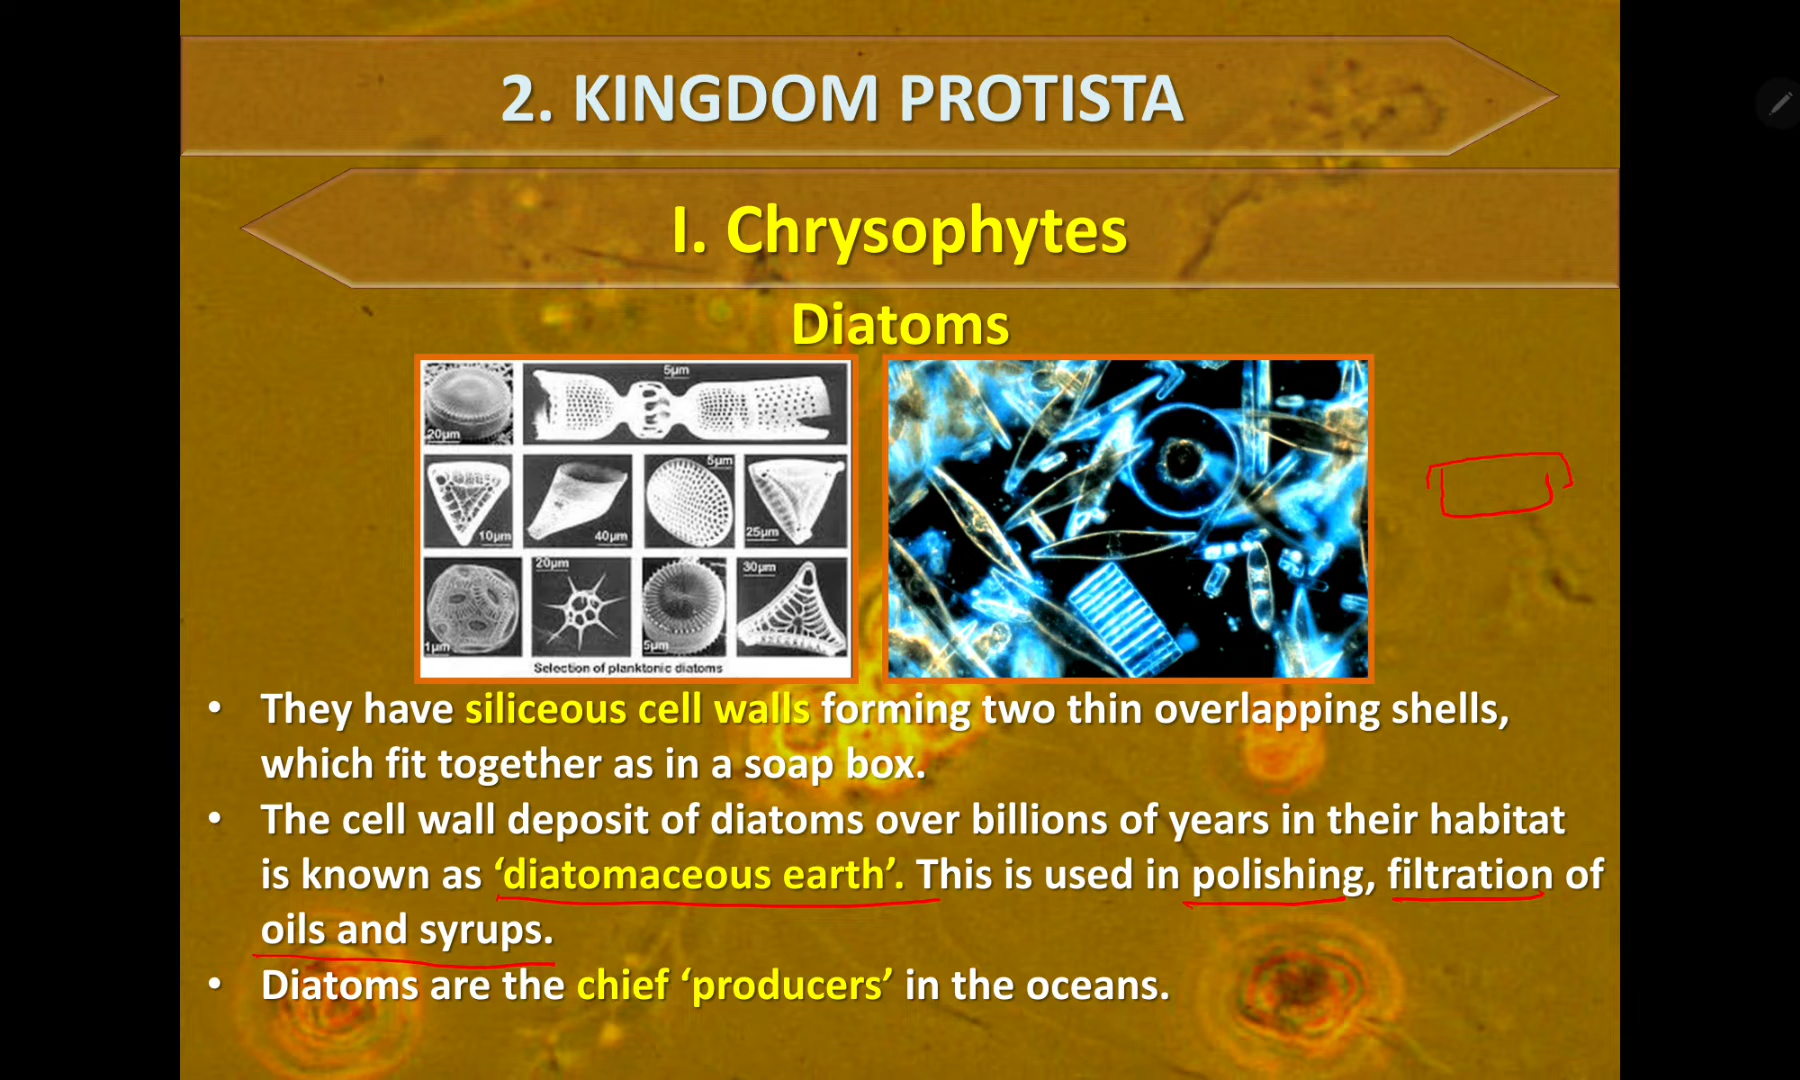 2. KINGDOM PROTISTA
I. Chrysophytes
Diatoms
20µm
5µm
10µm
40µm
5µm
25µm
1µm
20µm
5µm
30µm
Selection of planktonic diatoms
• They have siliceous cell walls forming two thin overlapping shells,
which fit together as in a soap box.
• The cell wall deposit of diatoms over billions of years in their habitat
is known as ‘diatomaceous earth’. This is used in polishing, filtration of
oils and syrups.
• Diatoms are the chief ‘producers’ in the oceans.